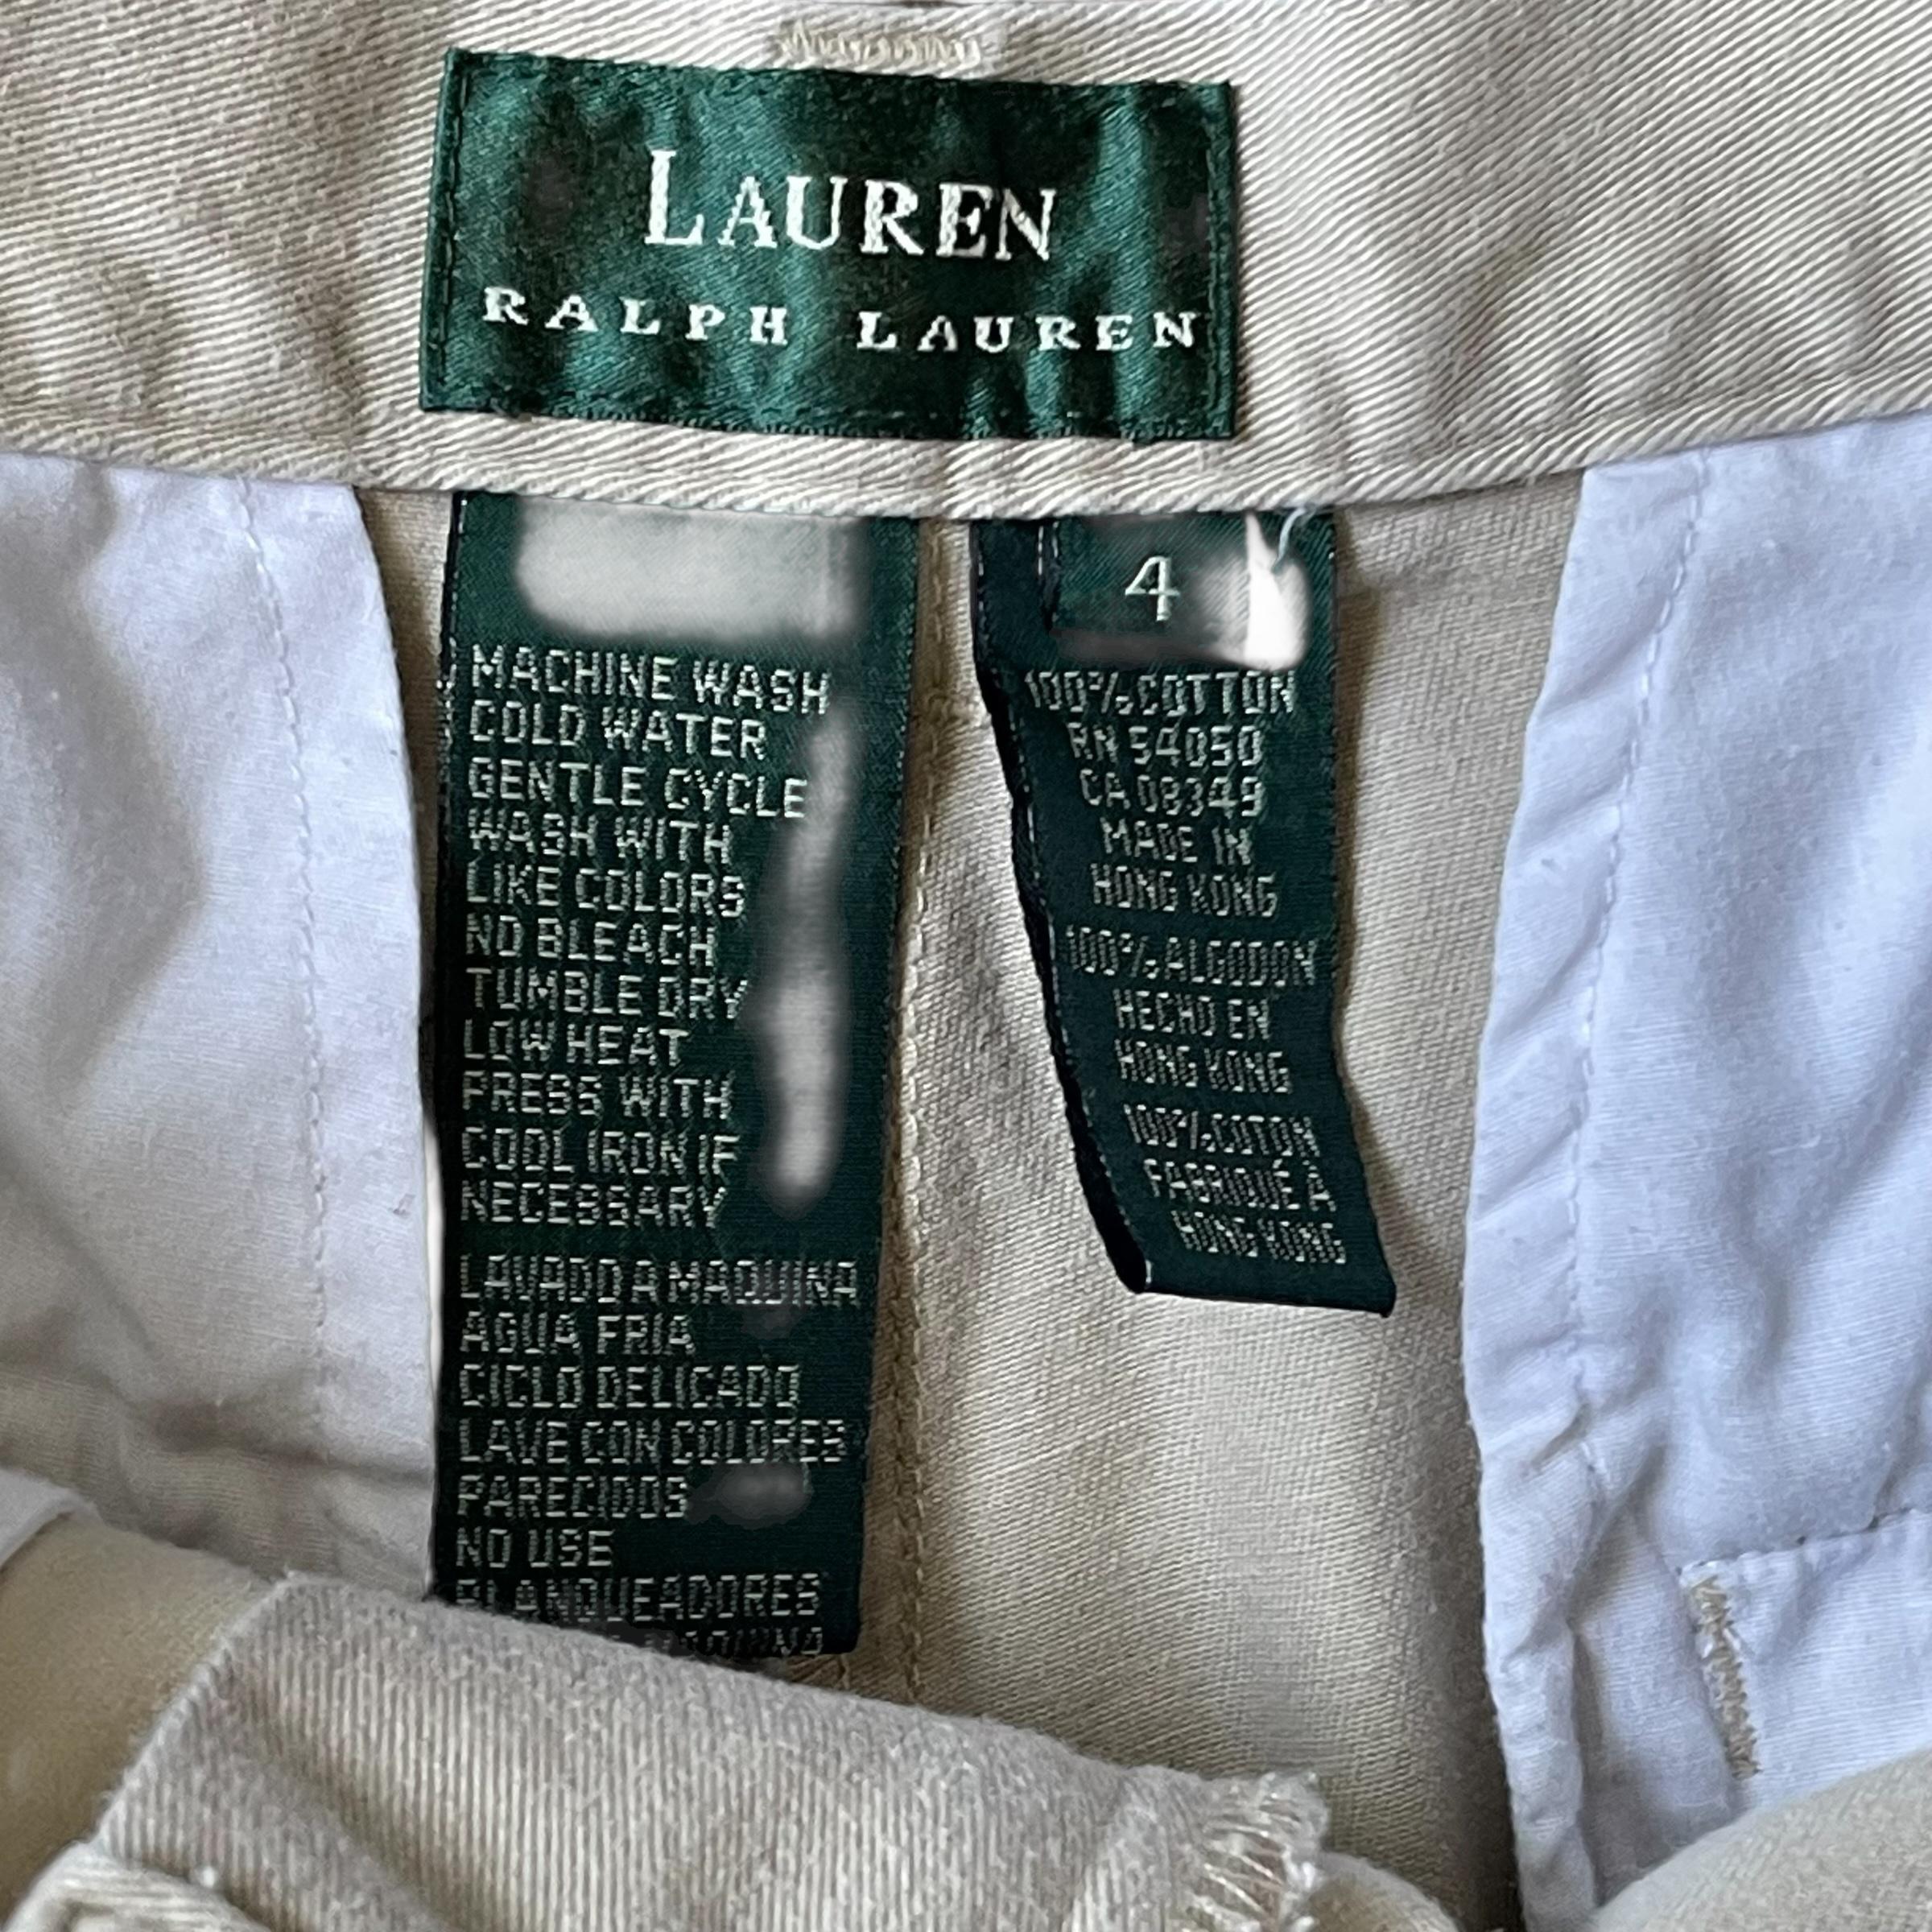 LAUREN
RALPH LAUREN
MACHINE WASH
COLD WATER
GENTLE CYCLE
WASH WITH
LIKE COLORS
NO BLEACH
TUMBLE DRY
LOW HEAT
PRESS WITH
COOL IRON IF
NECESSARY
LAVADO A MAQUINA
AGUA FRIA
CICLO DELICADO
LAVE CON COLORES
PARECIDOS
NO USE
BLANQUEADORES
4
100% COTTON
RN 54050
CA 08349
MADE IN
HONG KONG
100% ALGODON
HECHO EN
HONG KONG
100% COTON
FABRIQUÉ À
HONG KONG